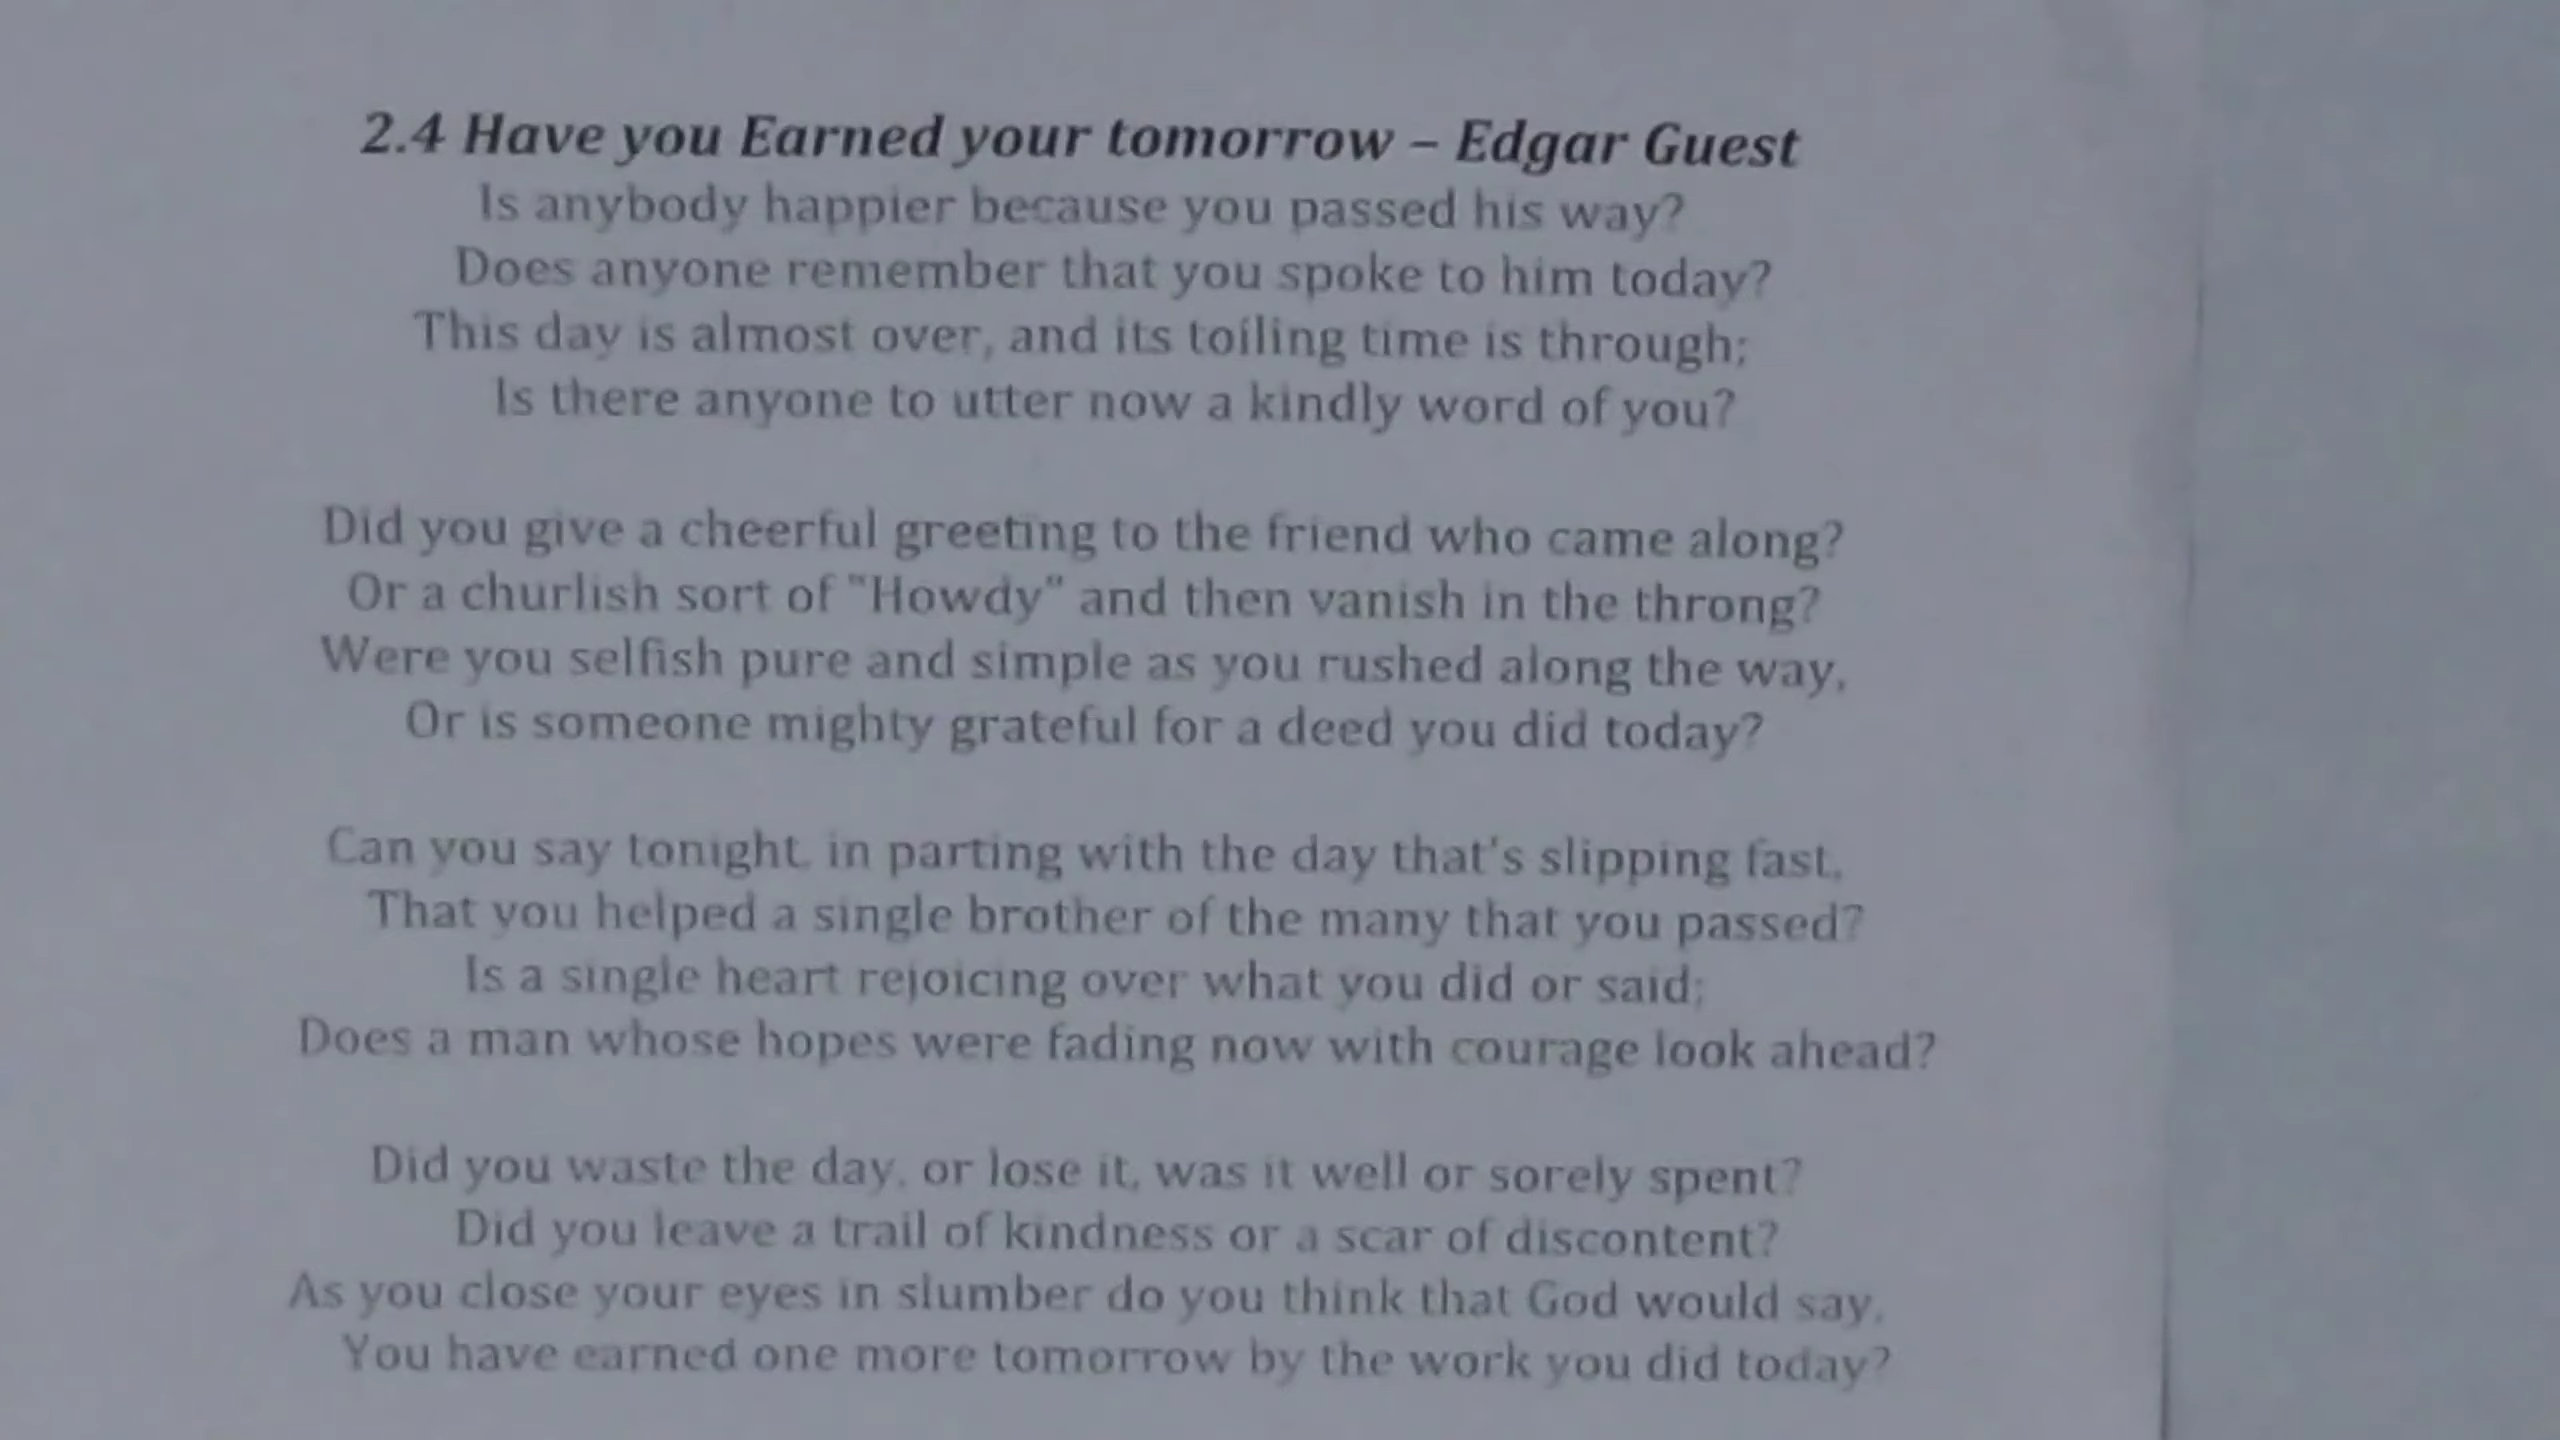 2.4 Have you Earned your tomorrow – Edgar Guest
Is anybody happier because you passed his way?
Does anyone remember that you spoke to him today?
This day is almost over, and its toiling time is through;
Is there anyone to utter now a kindly word of you?
Did you give a cheerful greeting to the friend who came along?
Or a churlish sort of "Howdy" and then vanish in the throng?
Were you selfish pure and simple as you rushed along the way,
Or is someone mighty grateful for a deed you did today?
Can you say tonight, in parting with the day that's slipping fast,
That you helped a single brother of the many that you passed?
Is a single heart rejoicing over what you did or said;
Does a man whose hopes were fading now with courage look ahead?
Did you waste the day, or lose it, was it well or sorely spent?
Did you leave a trail of kindness or a scar of discontent?
As you close your eyes in slumber do you think that God would say,
You have earned one more tomorrow by the work you did today?